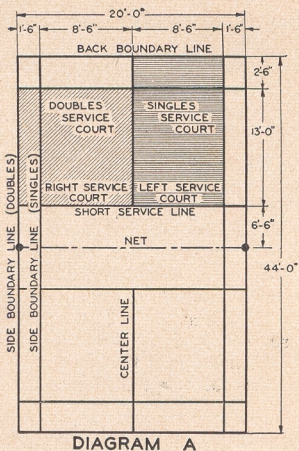 20'-0"
1'-6" 8'-6" 8'-6" 1'-6"
BACK BOUNDARY LINE
2'-6"
DOUBLES
SERVICE
COURT
SINGLES
SERVICE
COURT
13'-0"
RIGHT SERVICE
COURT
LEFT SERVICE
COURT
SHORT SERVICE LINE
6'-6"
NET
44'-0"
SIDE BOUNDARY LINE (DOUBLES)
SIDE BOUNDARY LINE (SINGLES)
CENTER LINE
DIAGRAM A